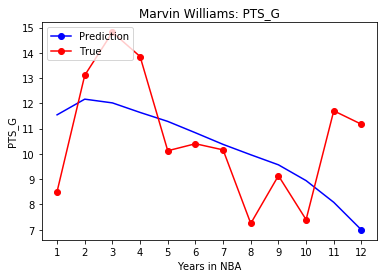 Marvin Williams: PTS_G
Prediction
True
PTS_G
15
14
13
12
11
10
9
8
7
1 2 3 4 5 6 7 8 9 10 11 12
Years in NBA